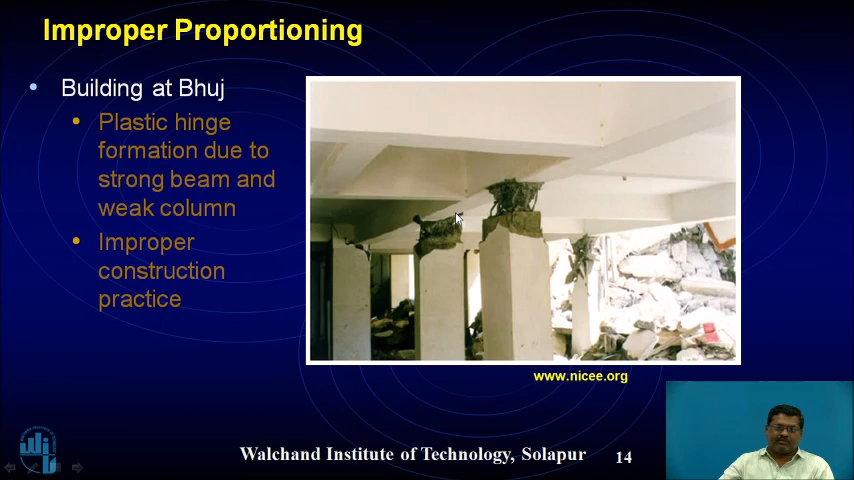 Improper Proportioning
Building at Bhuj
Plastic hinge
formation due to
strong beam and
weak column
Improper
construction
practice
www.nicee.org
Walchand Institute of Technology, Solapur
14